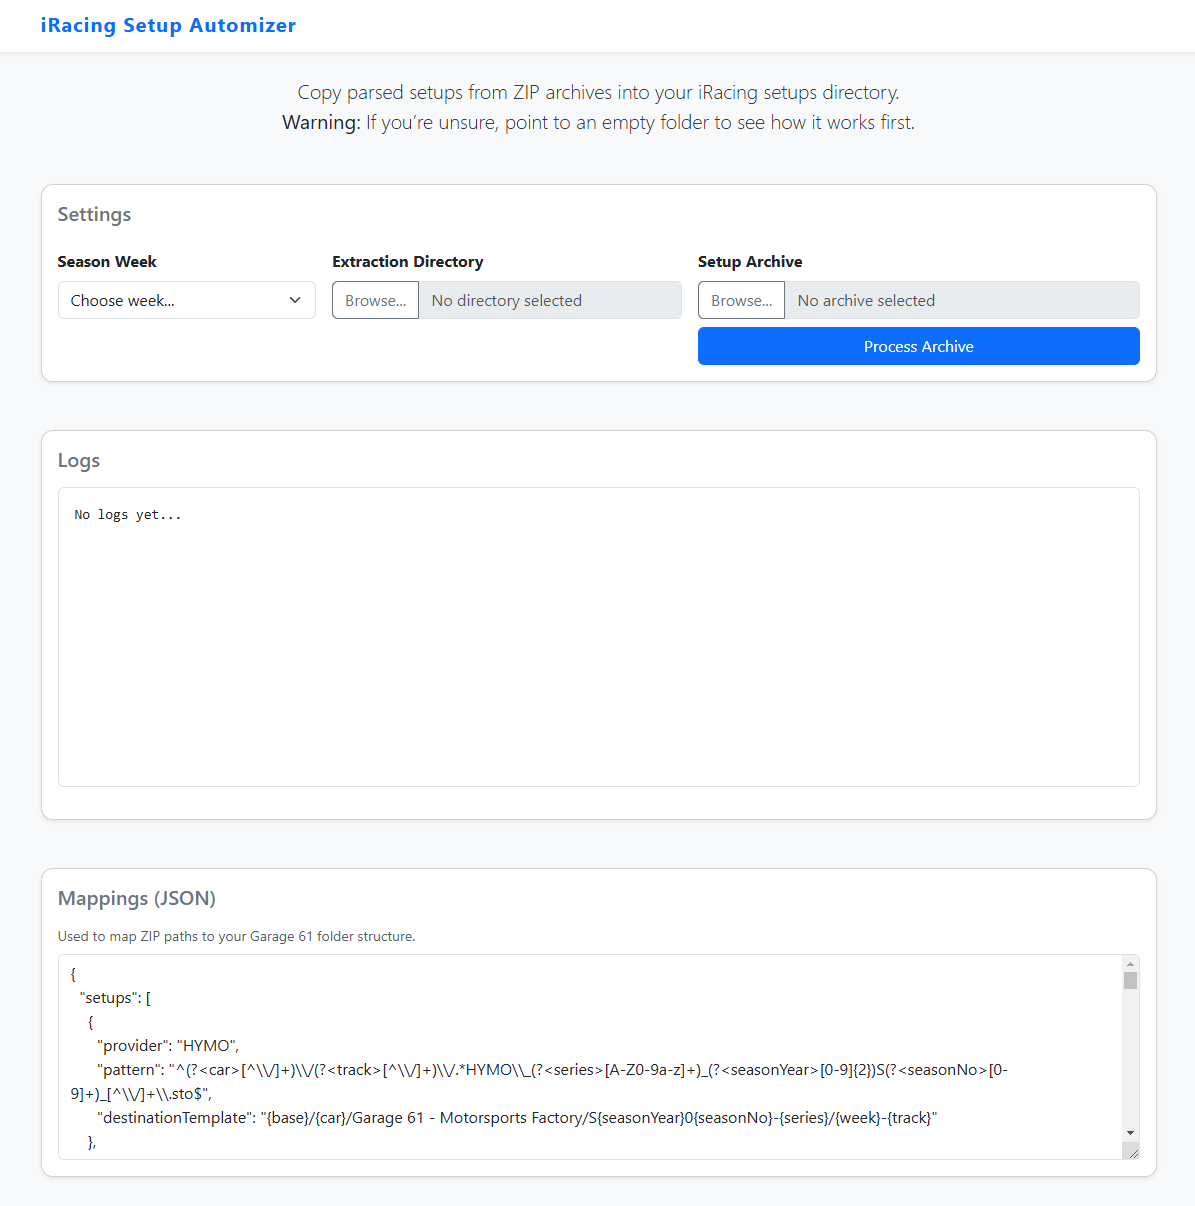 iRacing Setup Automizer
Copy parsed setups from ZIP archives into your iRacing setups directory.
Warning: If you’re unsure, point to an empty folder to see how it works first.
Settings
Season Week
Choose week...
Extraction Directory
Browse... No directory selected
Setup Archive
Browse... No archive selected
Process Archive
Logs
No logs yet...
Mappings (JSON)
Used to map ZIP paths to your Garage 61 folder structure.
{
"setups": [
{
"provider": "HYMO",
"pattern": "^(?<car>[^\\/]+)\\/(?<track>[^\\/]+)\\/.*HYMO\\_(?<series>[A-Z0-9a-z]+)_(?<seasonYear>[0-9]{2})S(?<seasonNo>[0-
9]+)_[^\\/]+\\.sto$",
"destinationTemplate": "{base}/{car}/Garage 61 - Motorsports Factory/S{seasonYear}0{seasonNo}-{series}/{week}-{track}"
},